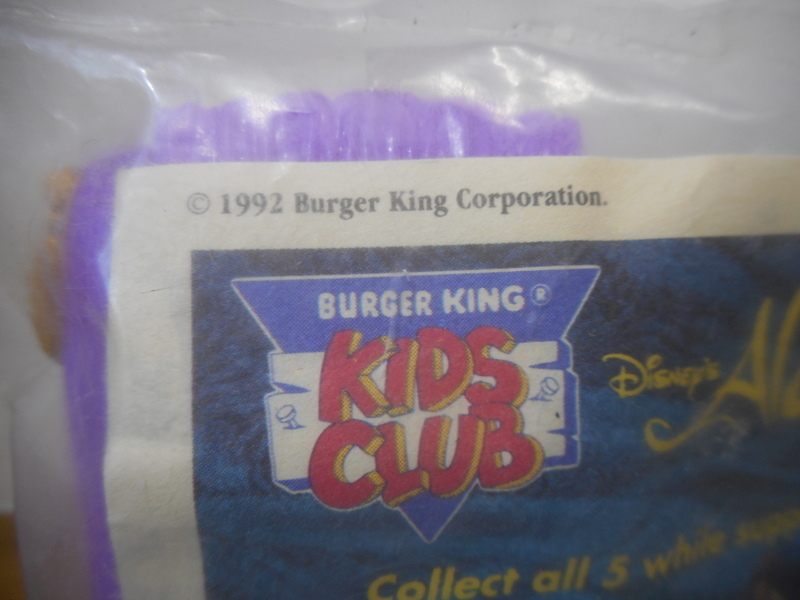 © 1992 Burger King Corporation.
BURGER KING®
KIDS
CLUB
DISNEY'S
Collect all 5 while